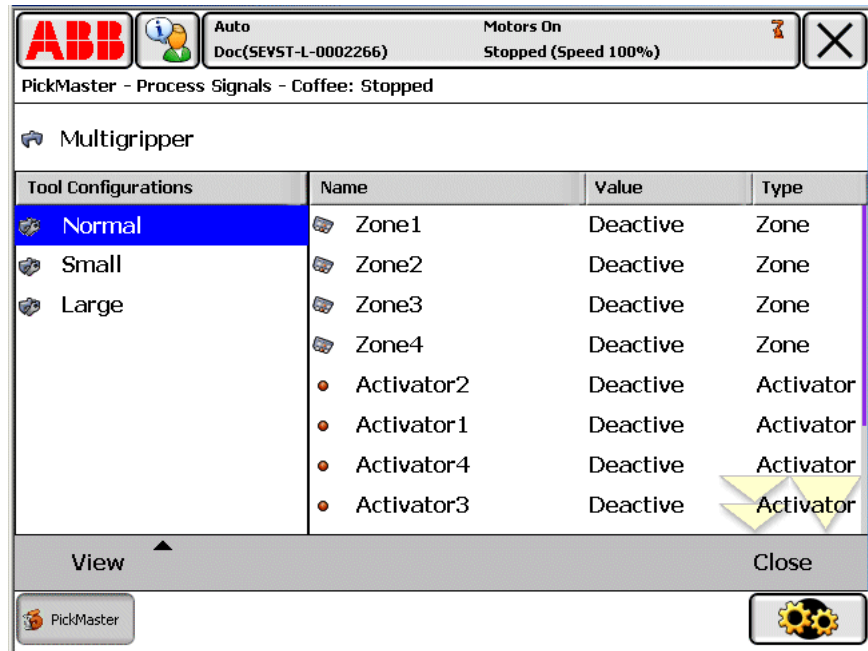 ABB
Auto Motors On
Doc(SEVST-L-0002266) Stopped (Speed 100%)
PickMaster - Process Signals - Coffee: Stopped
Multigripper
Tool Configurations Name Value Type
Normal Zone1 Deactive Zone
Small Zone2 Deactive Zone
Large Zone3 Deactive Zone
Zone4 Deactive Zone
Activator2 Deactive Activator
Activator1 Deactive Activator
Activator4 Deactive Activator
Activator3 Deactive Activator
View Close
PickMaster